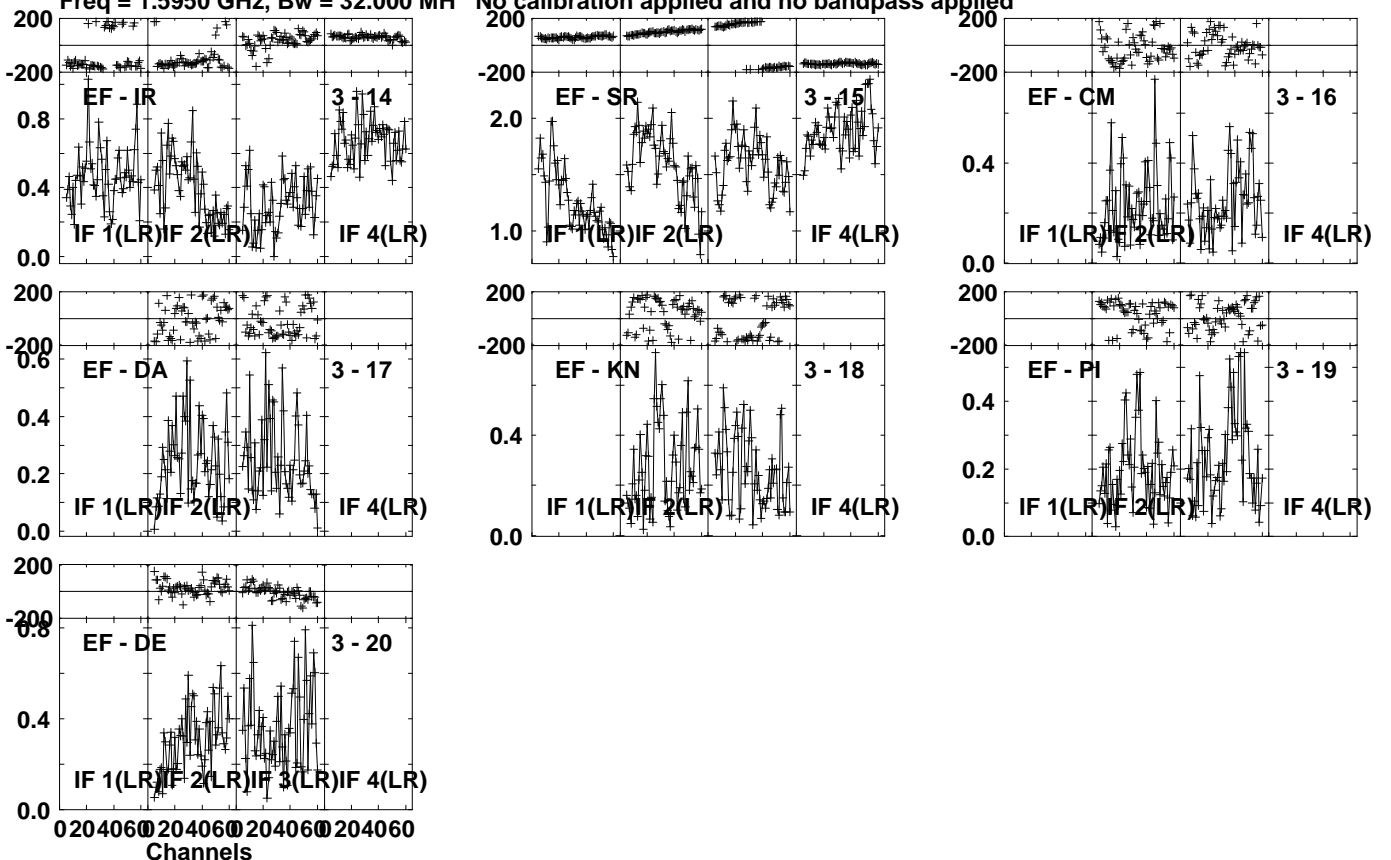 Freq = 1.5950 GHz, Bw = 32.000 MH No calibration applied and no bandpass applied
200
-200
EF - IR
3 - 14
0.8
0.4
0.0
IF 1(LR)
IF 2(LR)
IF 4(LR)
200
-200
EF - SR
3 - 15
2.0
1.0
IF 1(LR)
IF 2(LR)
IF 4(LR)
200
-200
EF - CM
3 - 16
0.4
0.0
IF 1(LR)
IF 2(LR)
IF 4(LR)
200
-200
0.6
EF - DA
3 - 17
0.4
0.2
0.0
IF 1(LR)
IF 2(LR)
IF 4(LR)
200
-200
EF - KN
3 - 18
0.4
0.0
IF 1(LR)
IF 2(LR)
IF 4(LR)
200
-200
EF - PI
3 - 19
0.4
0.2
0.0
IF 1(LR)
IF 2(LR)
IF 4(LR)
200
-200
0.8
EF - DE
3 - 20
0.4
0.0
IF 1(LR)
IF 2(LR)
IF 3(LR)
IF 4(LR)
0 20 40 60 0 20 40 60 0 20 40 60 0 20 40 60
Channels